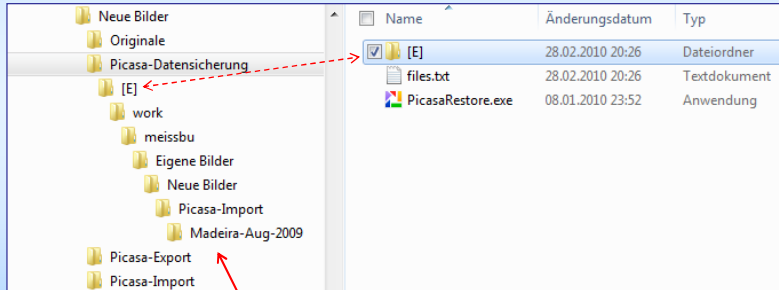 Neue Bilder
Originale
Picasa-Datensicherung
[E]
work
meissbu
Eigene Bilder
Neue Bilder
Picasa-Import
Madeira-Aug-2009
Picasa-Export
Picasa-Import
Name Änderungsdatum Typ
[E] 28.02.2010 20:26 Dateiordner
files.txt 28.02.2010 20:26 Textdokument
PicasaRestore.exe 08.01.2010 23:52 Anwendung